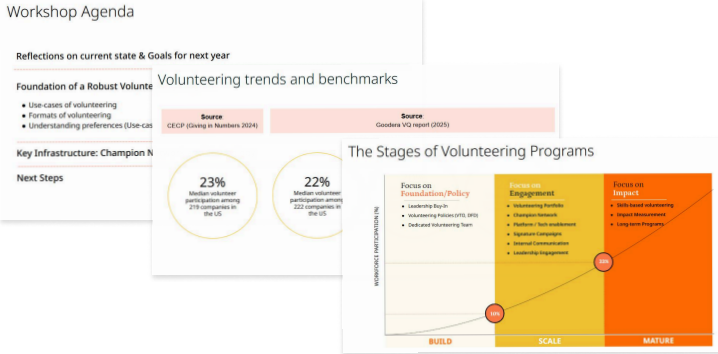 Workshop Agenda
Reflections on current state & Goals for next year
Foundation of a Robust Volunte
● Use-cases of volunteering
● Formats of volunteering
● Understanding preferences (Use-cas
Key Infrastructure: Champion N
Next Steps
Volunteering trends and benchmarks
Source
CECP (Giving in Numbers 2024)
Source
Goodera VQ report (2025)
23%
Median volunteer
participation among
219 companies in
the US
22%
Median volunteer
participation among
222 companies in
the US
The Stages of Volunteering Programs
WORKFORCE PARTICIPATION (%)
Focus on
Foundation/Policy
● Leadership Buy-In
● Volunteering Policies (VTO, DFD)
● Dedicated Volunteering Team
Focus on
Engagement
● Volunteering Portfolio
● Champion Network
● Platform / Tech enablement
● Signature Campaigns
● Internal Communication
● Leadership Engagement
Focus on
Impact
● Skills-based volunteering
● Impact Measurement
● Long-term Programs
10%
BUILD
SCALE
MATURE